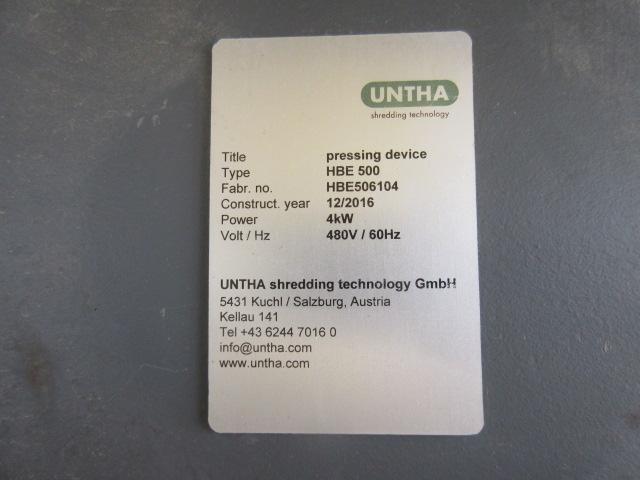 UNTHA
shredding technology
Title pressing device
Type HBE 500
Fabr. no. HBE506104
Construct. year 12/2016
Power 4kW
Volt / Hz 480V / 60Hz
UNTHA shredding technology GmbH
5431 Kuchl / Salzburg, Austria
Kellau 141
Tel +43 6244 7016 0
info@untha.com
www.untha.com